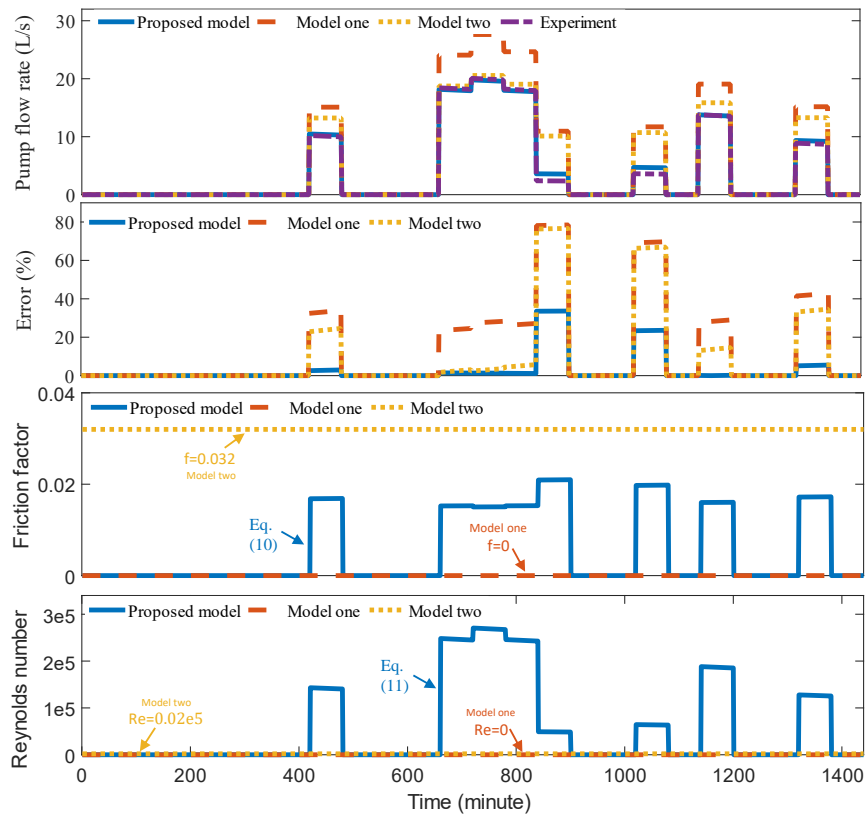 Pump flow rate (L/s)
30
20
10
0
Proposed model Model one Model two Experiment
Error (%)
80
60
40
20
0
Proposed model Model one Model two
Friction factor
0.04
0.02
0
Proposed model Model one Model two
f=0.032
Model two
Eq.
(10)
Model one
f=0
Reynolds number
3e5
2e5
1e5
0
Proposed model Model one Model two
Eq.
(11)
Model two
Re=0.02e5
Model one
Re=0
0 200 400 600 800 1000 1200 1400
Time (minute)